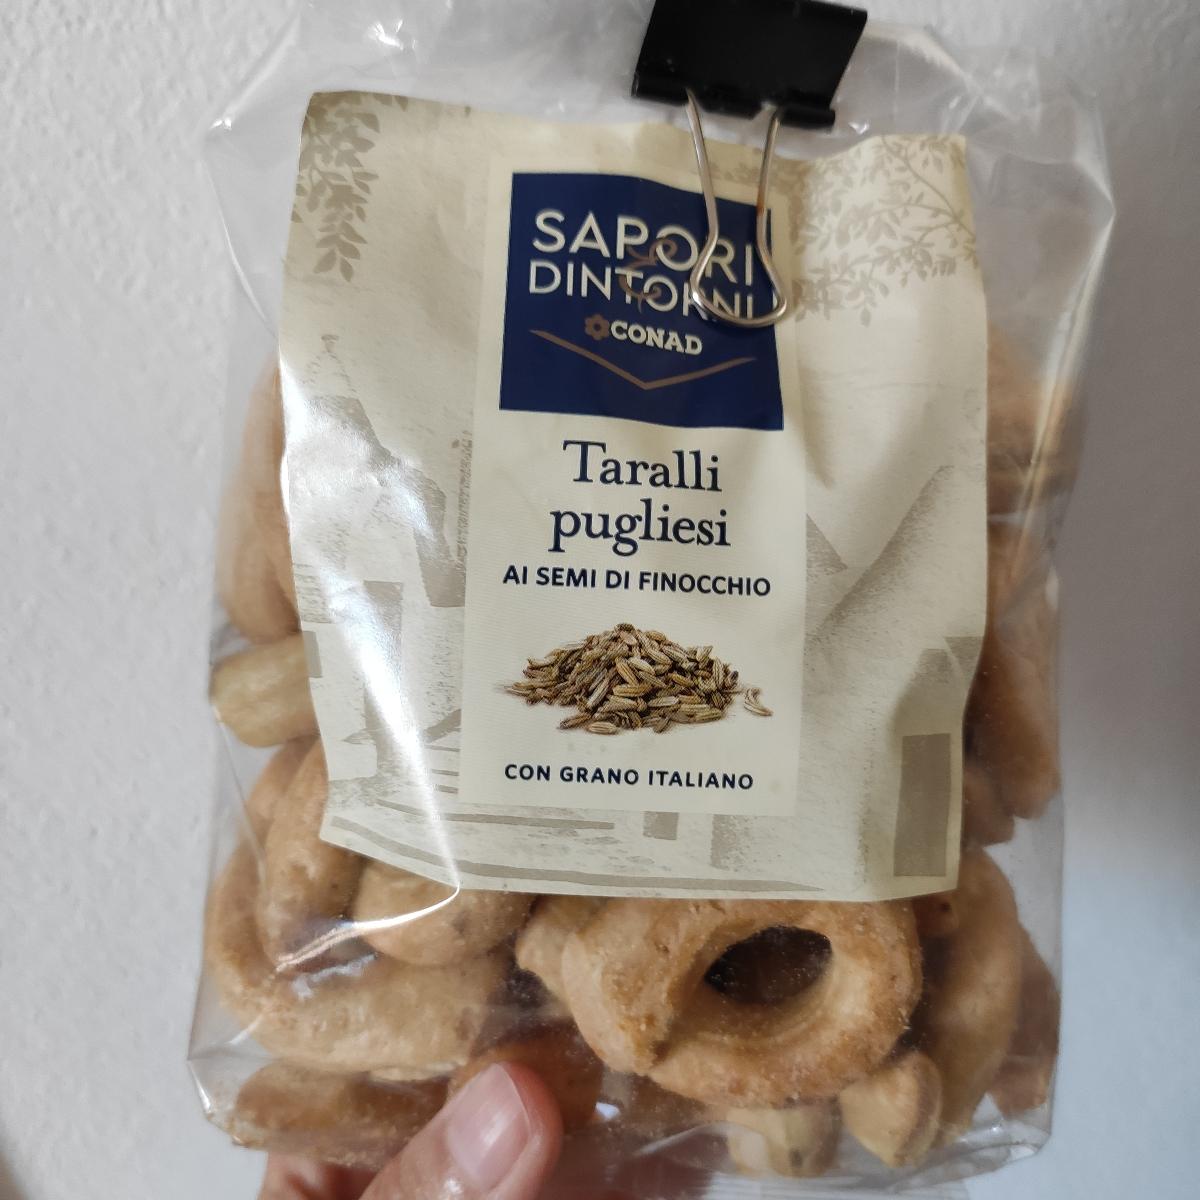 SAPORI
&
DINTORNI
CONAD
Taralli
pugliesi
AI SEMI DI FINOCCHIO
CON GRANO ITALIANO